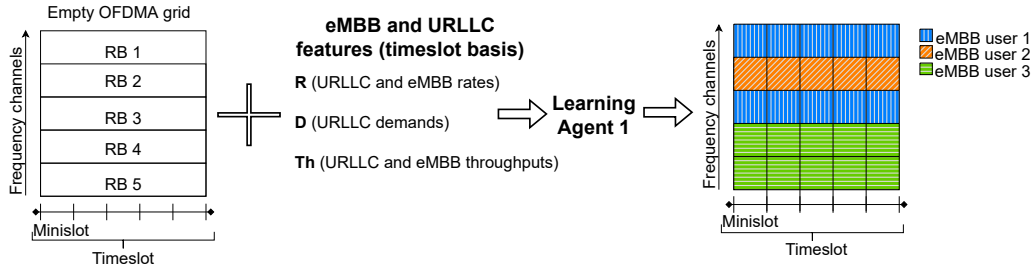 Empty OFDMA grid
Frequency channels
RB 1
RB 2
RB 3
RB 4
RB 5
Minislot
Timeslot
eMBB and URLLC
features (timeslot basis)
R (URLLC and eMBB rates)
D (URLLC demands)
Th (URLLC and eMBB throughputs)
Learning
Agent 1
Frequency channels
Minislot
Timeslot
eMBB user 1
eMBB user 2
eMBB user 3